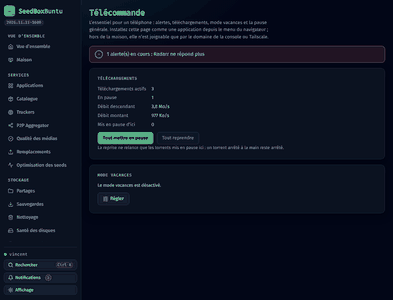 SeedBoxBuntu
Télécommande
L'essentiel pour un téléphone : alertes, téléchargements, mode vacances et la pause
générale. Installez cette page comme une application depuis le menu du navigateur ;
hors de la maison, elle n'est joignable que par le domaine de la console ou Tailscale.
1 alerte(s) en cours : Radarr ne répond plus
VUE D'ENSEMBLE
Vue d'ensemble
Maison
SERVICES
Applications
Catalogue
Trackers
P2P Aggregator
Qualité des médias
Remplacements
Optimisation des seeds
STOCKAGE
Partages
Sauvegardes
Nettoyage
Santé des disques
vincent
Rechercher
Ctrl K
Notifications
Affichage
TÉLÉCHARGEMENTS
Téléchargements actifs 3
En pause 1
Débit descendant 3,8 Mo/s
Débit montant 977 Ko/s
Mis en pause d'ici 0
Tout mettre en pause
Tout reprendre
La reprise ne relance que les torrents mis en pause ici : un torrent arrêté à la main reste arrêté.
MODE VACANCES
Le mode vacances est désactivé.
Régler